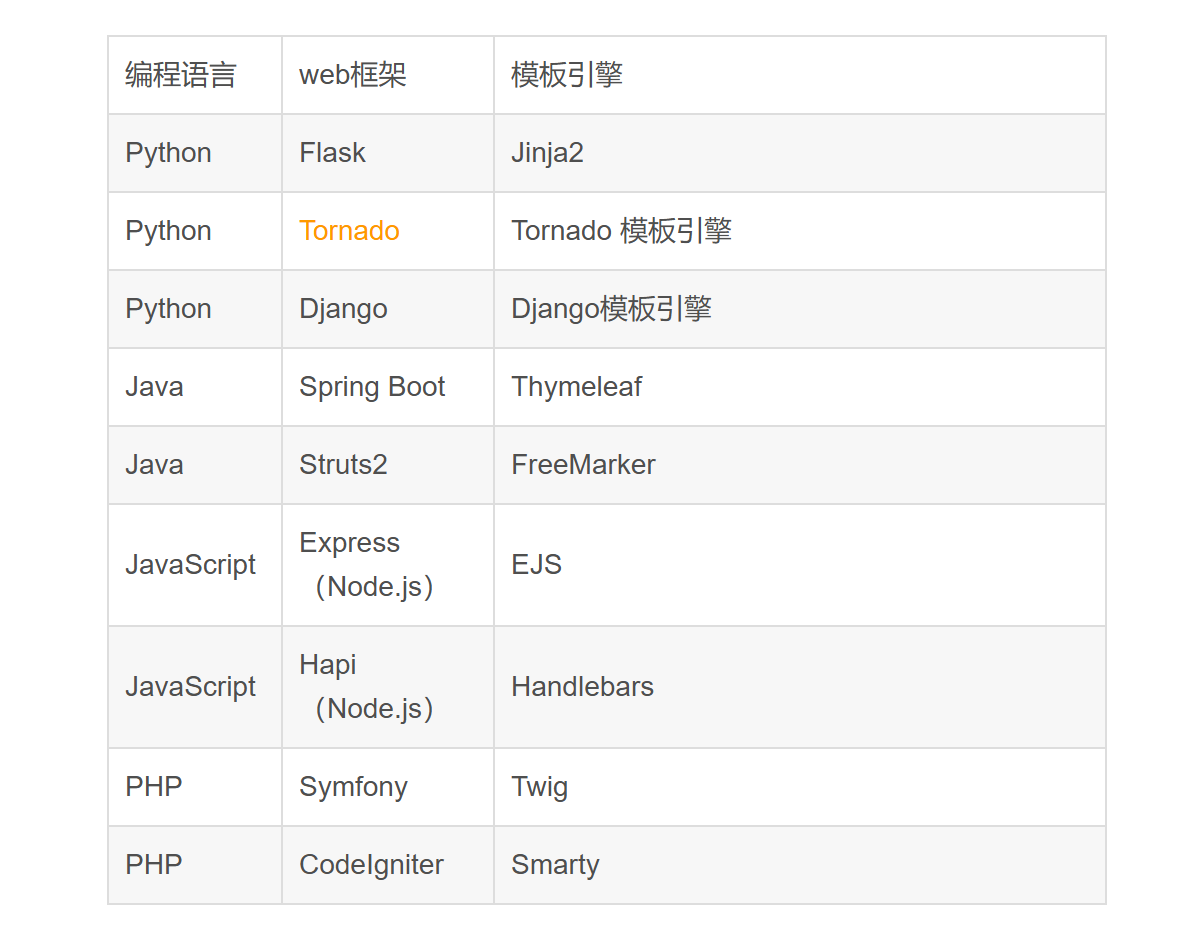 编程语言 web框架 模板引擎
Python Flask Jinja2
Python Tornado Tornado 模板引擎
Python Django Django模板引擎
Java Spring Boot Thymeleaf
Java Struts2 FreeMarker
JavaScript Express（Node.js） EJS
JavaScript Hapi（Node.js） Handlebars
PHP Symfony Twig
PHP CodeIgniter Smarty